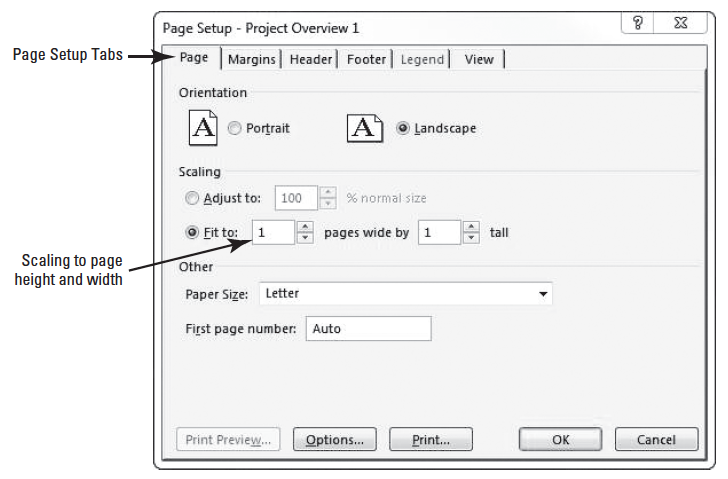 Page Setup - Project Overview 1
Page Setup Tabs
Page Margins Header Footer Legend View
Orientation
A Portrait A Landscape
Scaling
Adjust to: 100 % normal size
Fit to: 1 pages wide by 1 tall
Scaling to page
height and width
Other
Paper Size: Letter
First page number: Auto
Print Preview... Options... Print... OK Cancel